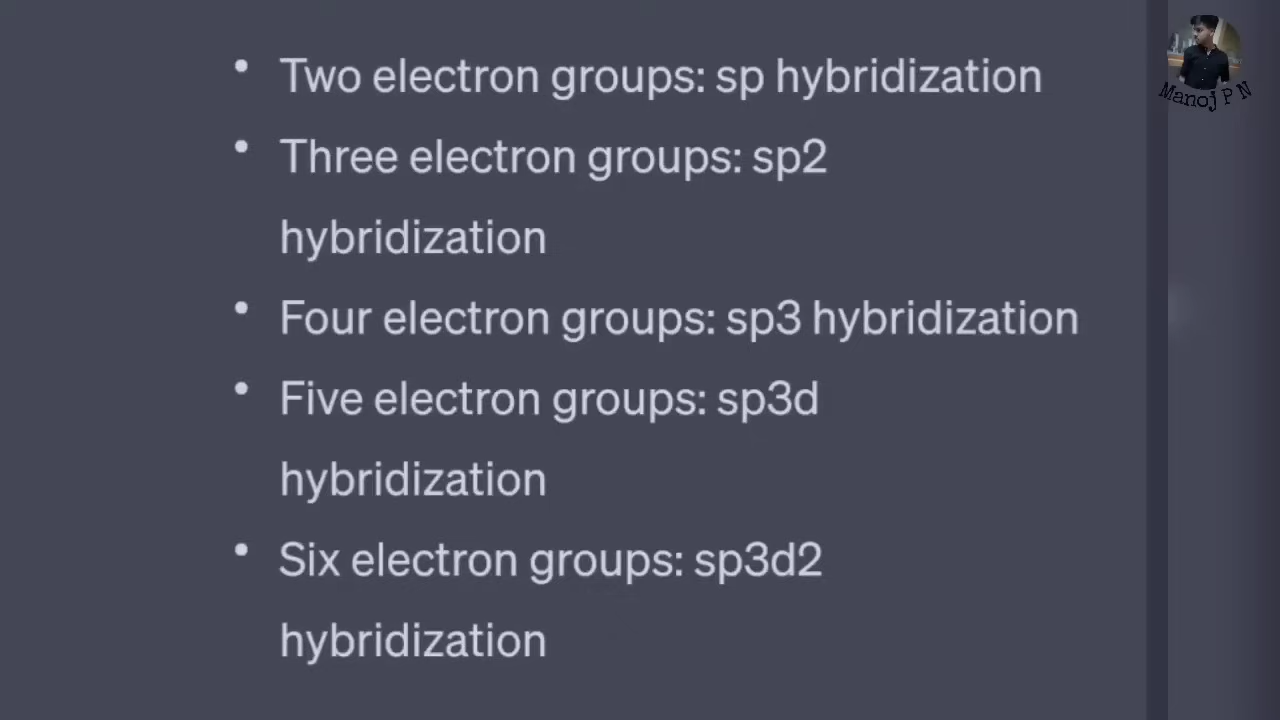 • Two electron groups: sp hybridization
• Three electron groups: sp2
hybridization
• Four electron groups: sp3 hybridization
• Five electron groups: sp3d
hybridization
• Six electron groups: sp3d2
hybridization
Manoj P N